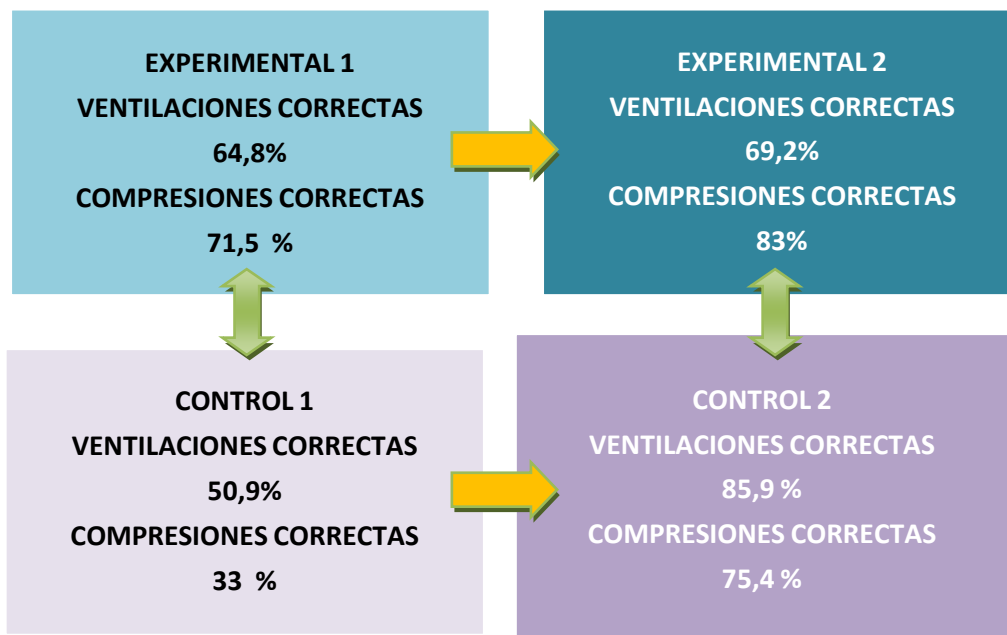 EXPERIMENTAL 1
VENTILACIONES CORRECTAS
64,8%
COMPRESIONES CORRECTAS
71,5 %
EXPERIMENTAL 2
VENTILACIONES CORRECTAS
69,2%
COMPRESIONES CORRECTAS
83%
CONTROL 1
VENTILACIONES CORRECTAS
50,9%
COMPRESIONES CORRECTAS
33 %
CONTROL 2
VENTILACIONES CORRECTAS
85,9 %
COMPRESIONES CORRECTAS
75,4 %